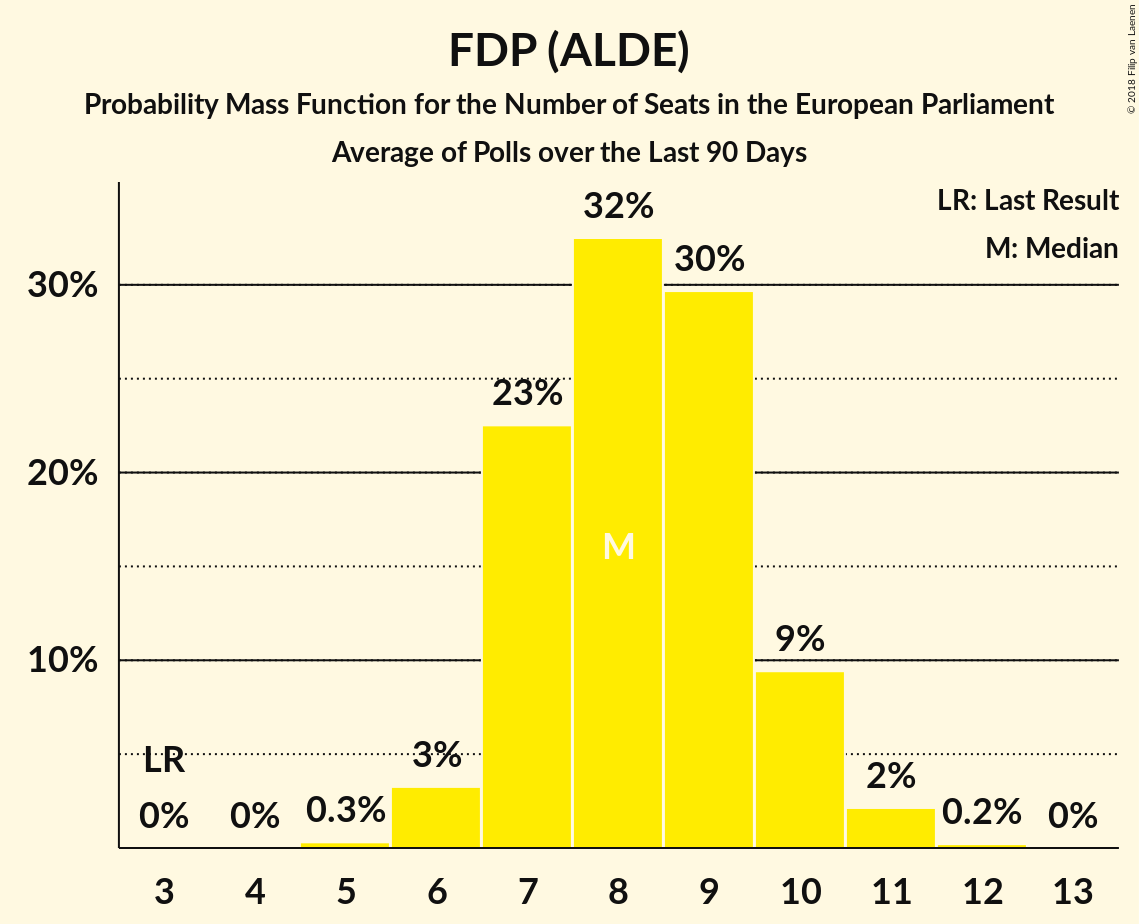 FDP (ALDE)
Probability Mass Function for the Number of Seats in the European Parliament
Average of Polls over the Last 90 Days
© 2018 Filip van Laenen
LR: Last Result
M: Median
30%
20%
10%
LR
0%
0%
0.3%
3%
23%
32%
M
30%
9%
2%
0.2%
0%
3 4 5 6 7 8 9 10 11 12 13